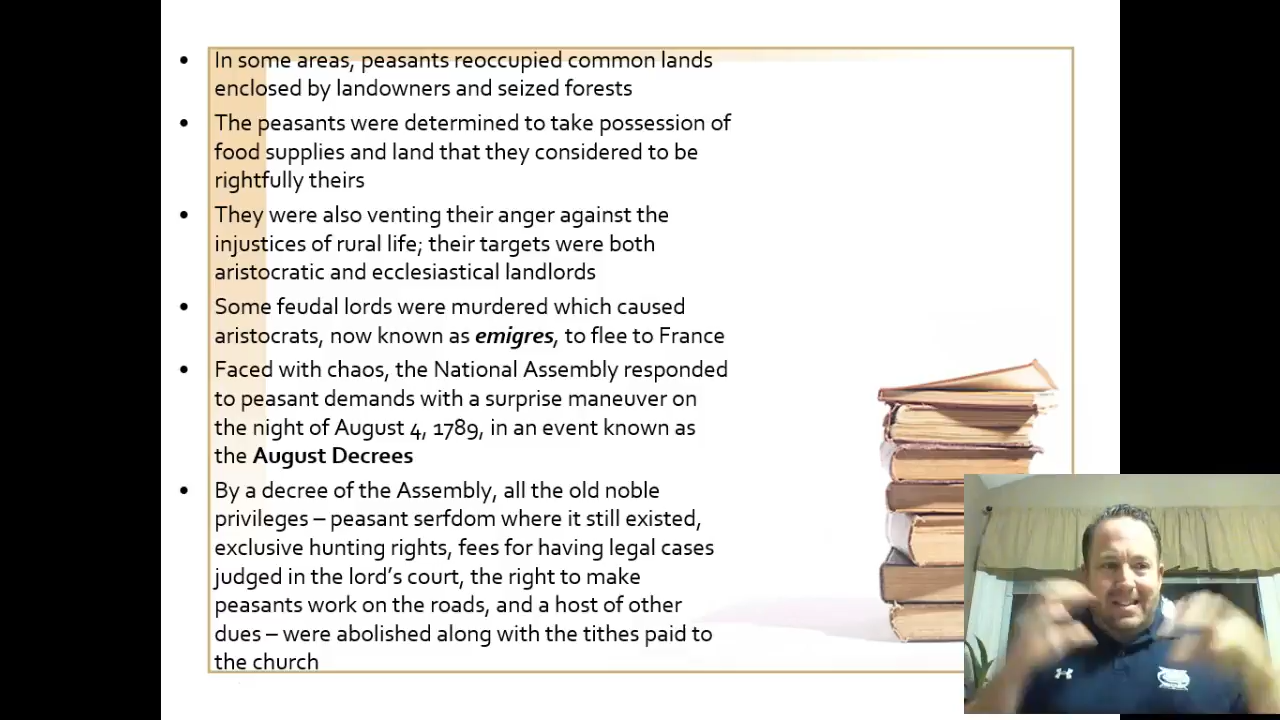 • In some areas, peasants reoccupied common lands
enclosed by landowners and seized forests
• The peasants were determined to take possession of
food supplies and land that they considered to be
rightfully theirs
• They were also venting their anger against the
injustices of rural life; their targets were both
aristocratic and ecclesiastical landlords
• Some feudal lords were murdered which caused
aristocrats, now known as emigres, to flee to France
• Faced with chaos, the National Assembly responded
to peasant demands with a surprise maneuver on
the night of August 4, 1789, in an event known as
the August Decrees
• By a decree of the Assembly, all the old noble
privileges – peasant serfdom where it still existed,
exclusive hunting rights, fees for having legal cases
judged in the lord's court, the right to make
peasants work on the roads, and a host of other
dues – were abolished along with the tithes paid to
the church